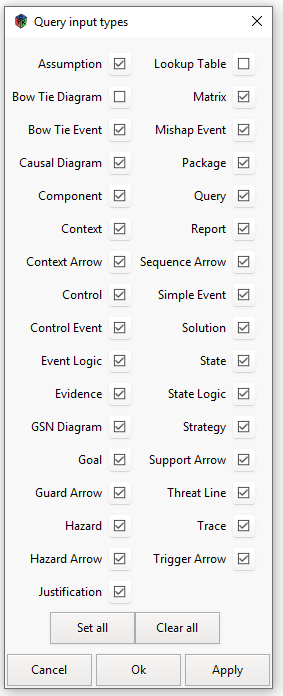 Query input types
Assumption Lookup Table
Bow Tie Diagram Matrix
Bow Tie Event Mishap Event
Causal Diagram Package
Component Query
Context Report
Context Arrow Sequence Arrow
Control Simple Event
Control Event Solution
Event Logic State
Evidence State Logic
GSN Diagram Strategy
Goal Support Arrow
Guard Arrow Threat Line
Hazard Trace
Hazard Arrow Trigger Arrow
Justification
Set all Clear all
Cancel Ok Apply